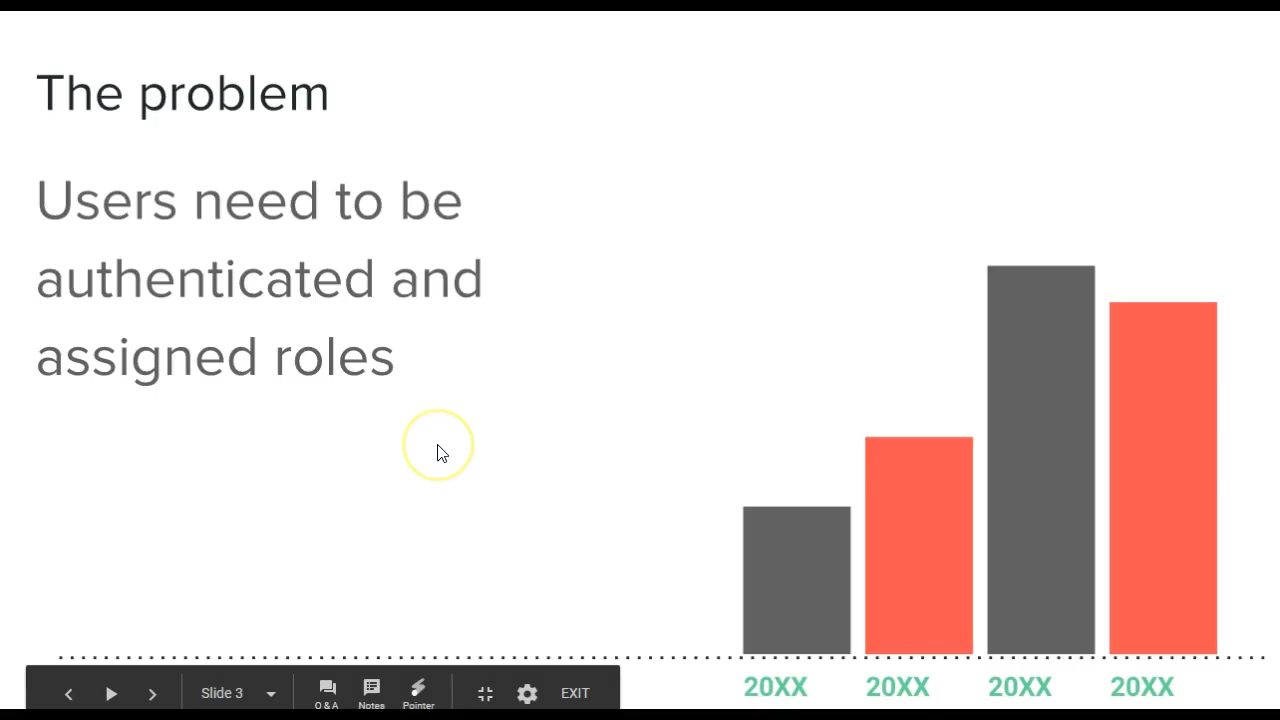 The problem
Users need to be
authenticated and
assigned roles
20XX 20XX 20XX 20XX
Slide 3
Q & A Notes Pointer
EXIT